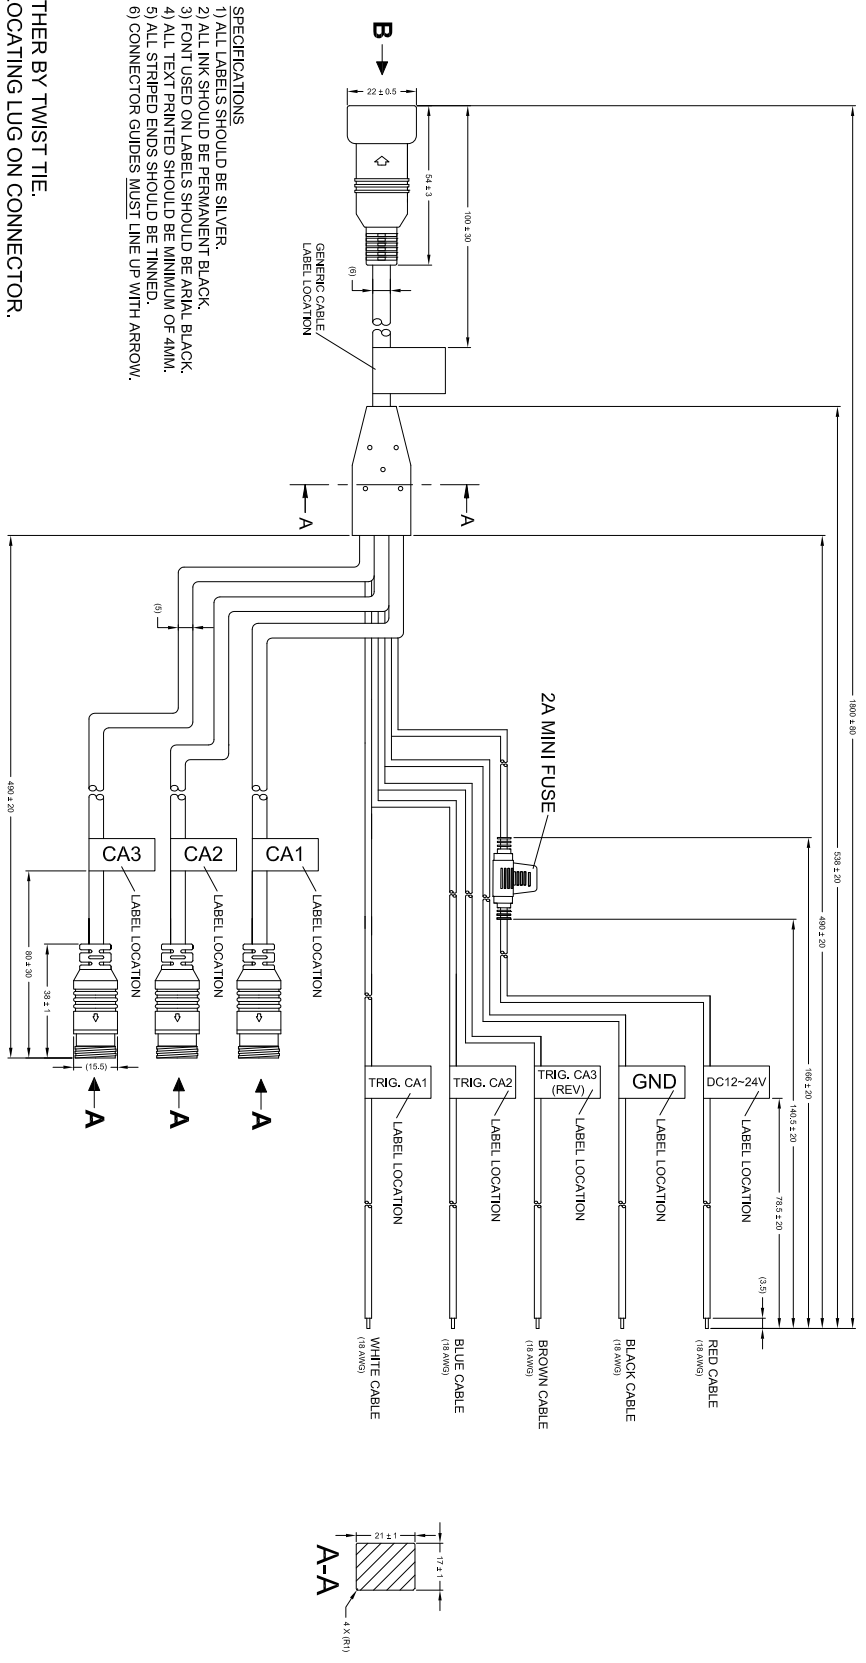 THER BY TWIST TIE.
OCATING LUG ON CONNECTOR.
SPECIFICATIONS
1) ALL LABELS SHOULD BE SILVER.
2) ALL INK SHOULD BE PERMANENT BLACK.
3) FONT USED ON LABELS SHOULD BE ARIAL BLACK.
4) ALL TEXT PRINTED SHOULD BE MINIMUM OF 4MM.
5) ALL STRIPED ENDS SHOULD BE TINNED.
6) CONNECTOR GUIDES MUST LINE UP WITH ARROW.
B
22 ± 0.5
54 ± 3
100 ± 30
1800 ± 80
538 ± 20
490 ± 20
166 ± 20
140.5 ± 20
78.5 ± 20
(3.5)
(6)
GENERIC CABLE
LABEL LOCATION
A
A
2A MINI FUSE
DC12~24V
LABEL LOCATION
RED CABLE
(18 AWG)
GND
LABEL LOCATION
BLACK CABLE
(18 AWG)
TRIG. CA3
(REV)
LABEL LOCATION
BROWN CABLE
(18 AWG)
TRIG. CA2
LABEL LOCATION
BLUE CABLE
(18 AWG)
TRIG. CA1
LABEL LOCATION
WHITE CABLE
(18 AWG)
CA1
LABEL LOCATION
A
CA2
LABEL LOCATION
A
CA3
LABEL LOCATION
A
(5)
(15.5)
38 ± 1
80 ± 30
490 ± 20
21 ± 1
17 ± 1
4 X (R1)
A-A